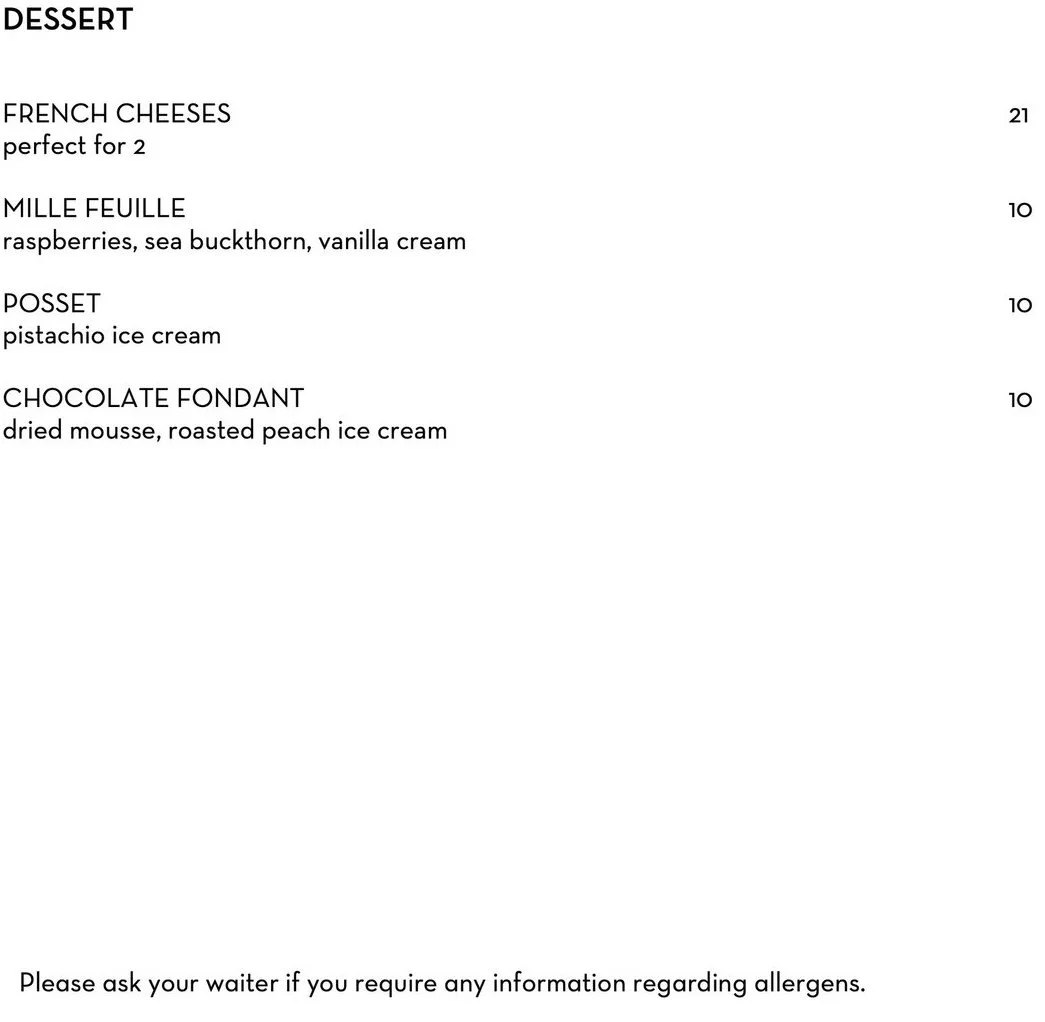 DESSERT
FRENCH CHEESES 21
perfect for 2
MILLE FEUILLE 10
raspberries, sea buckthorn, vanilla cream
POSSET 10
pistachio ice cream
CHOCOLATE FONDANT 10
dried mousse, roasted peach ice cream
Please ask your waiter if you require any information regarding allergens.